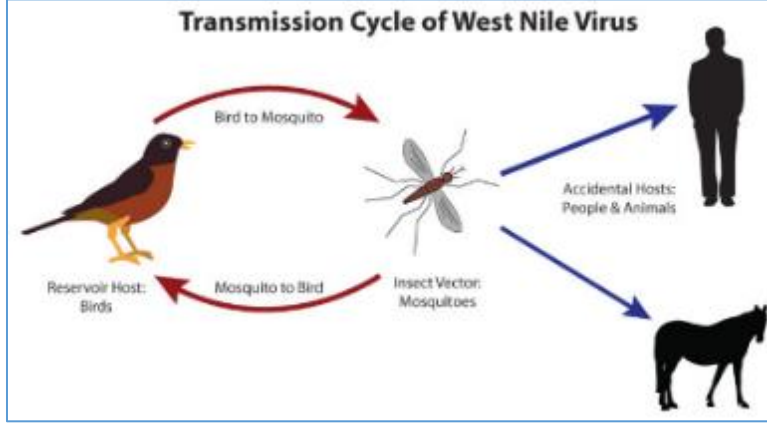 Transmission Cycle of West Nile Virus
Bird to Mosquito
Accidental Hosts:
People & Animals
Reservoir Host:
Birds
Mosquito to Bird
Insect Vector:
Mosquitoes